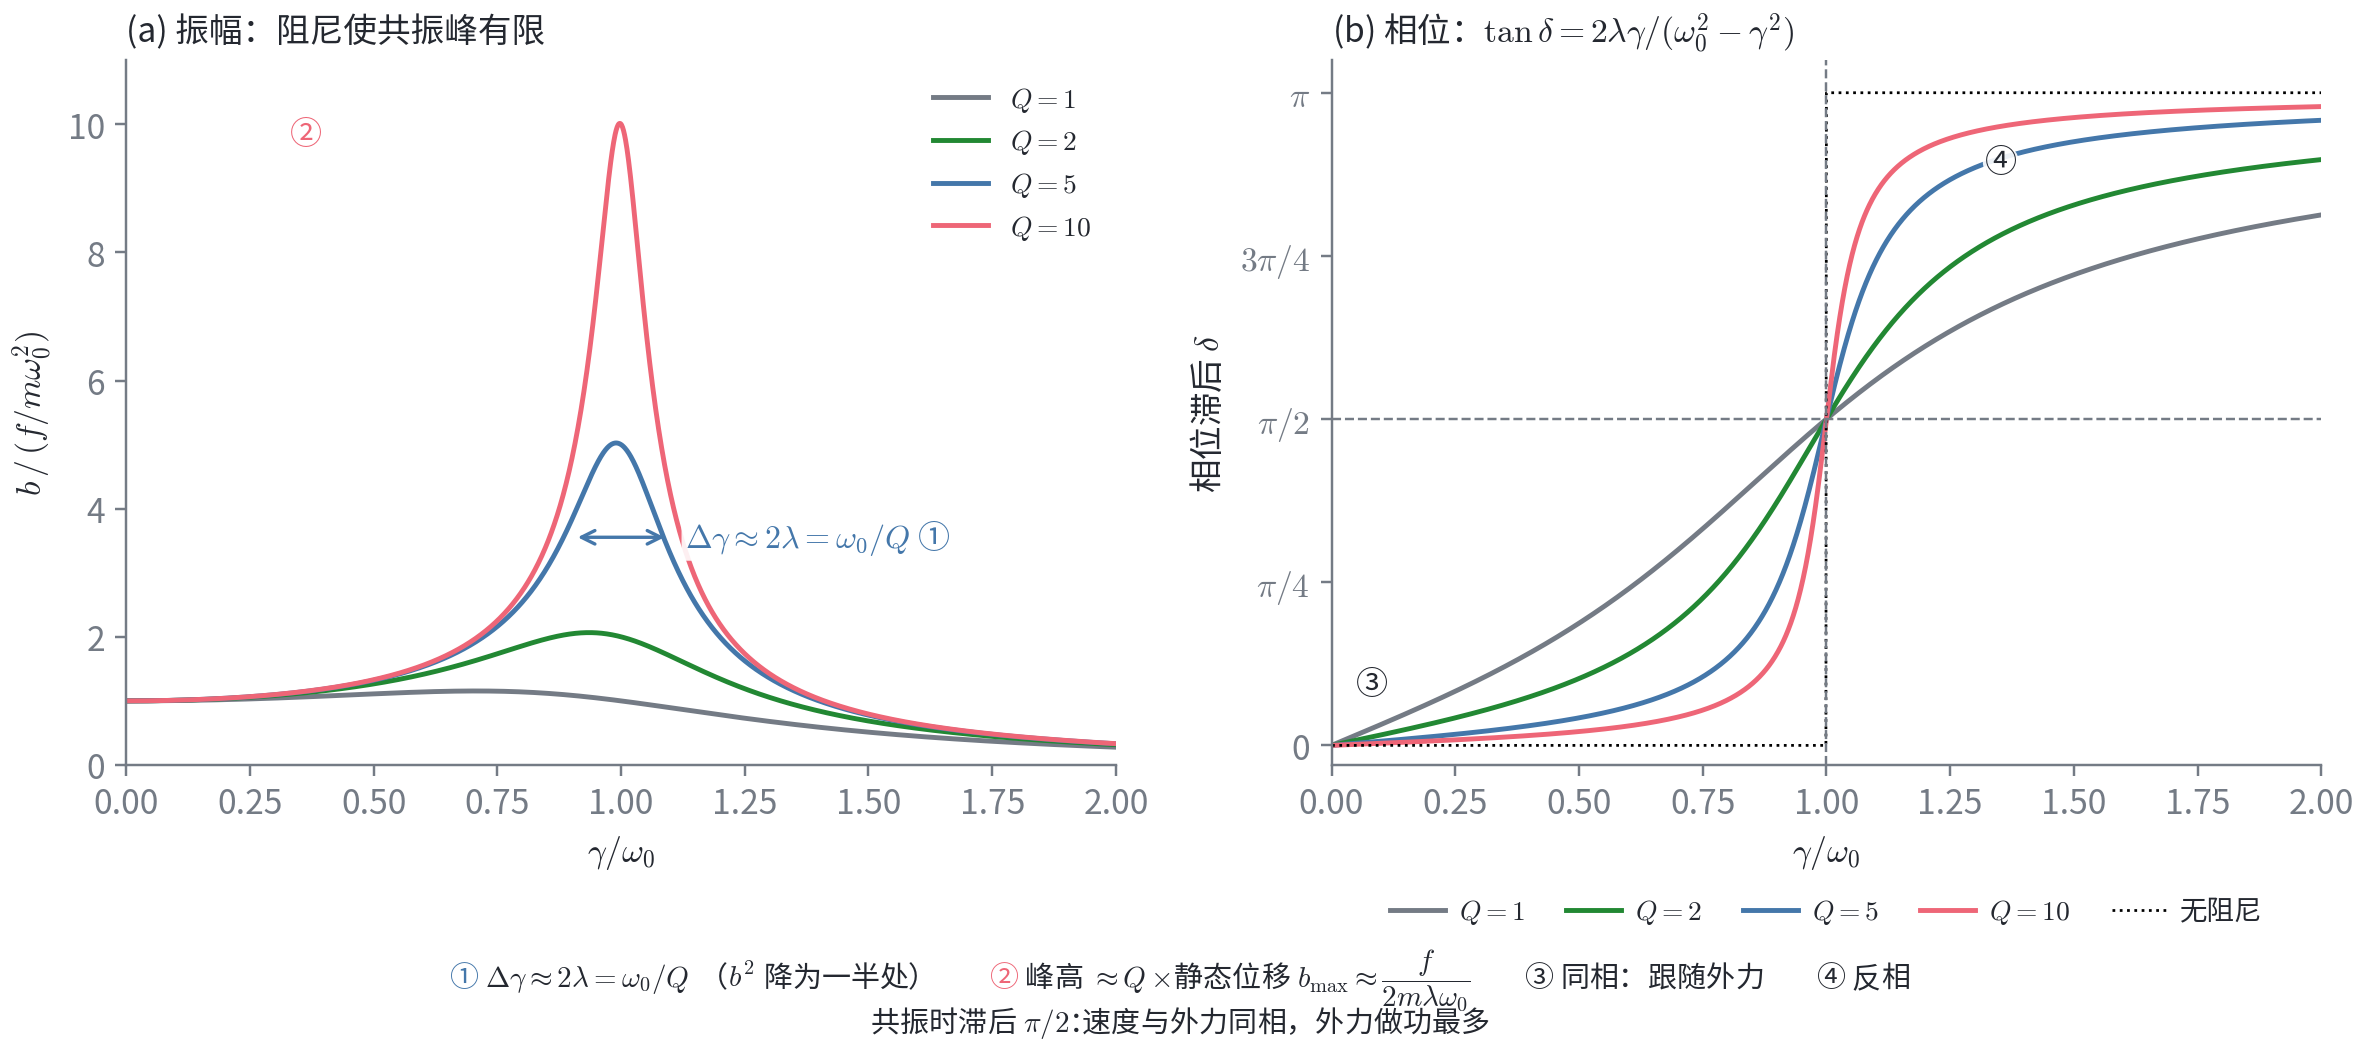 (a) 振幅：阻尼使共振峰有限
b / (f/mω₀²)
10
8
6
4
2
0
②
Q = 1
Q = 2
Q = 5
Q = 10
Δγ ≈ 2λ = ω₀/Q ①
0.00 0.25 0.50 0.75 1.00 1.25 1.50 1.75 2.00
γ/ω₀
(b) 相位：tan δ = 2λγ/(ω₀² − γ²)
相位滞后 δ
π
3π/4
π/2
π/4
0
④
③
0.00 0.25 0.50 0.75 1.00 1.25 1.50 1.75 2.00
γ/ω₀
Q = 1 Q = 2 Q = 5 Q = 10 无阻尼
① Δγ ≈ 2λ = ω₀/Q （b² 降为一半处） ② 峰高 ≈ Q ×静态位移 b_max ≈ f/(2mλω₀) ③ 同相：跟随外力 ④ 反相
共振时滞后 π/2：速度与外力同相，外力做功最多